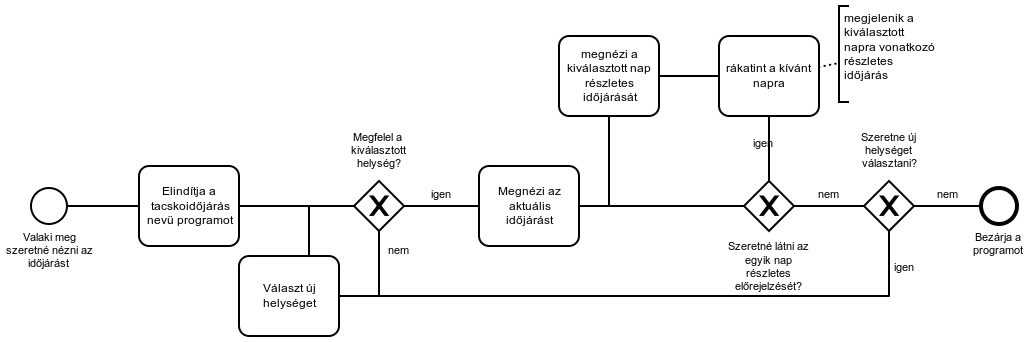 megjelenik a
kiválasztott
napra vonatkozó
részletes
időjárás
megnézi a
kiválasztott nap
részletes
időjárását
rákatint a kívánt
napra
Megfelel a
kiválasztott
helység?
igen
Szeretne új
helységet
választani?
Elindítja a
tacskoidőjárás
nevü programot
igen
Megnézi az
aktuális
időjárást
nem
nem
Valaki meg
szeretné nézni az
időjárást
nem
Szeretné látni az
egyik nap
részletes
előrejelzését?
igen
Bezárja a
programot
Választ új
helységet